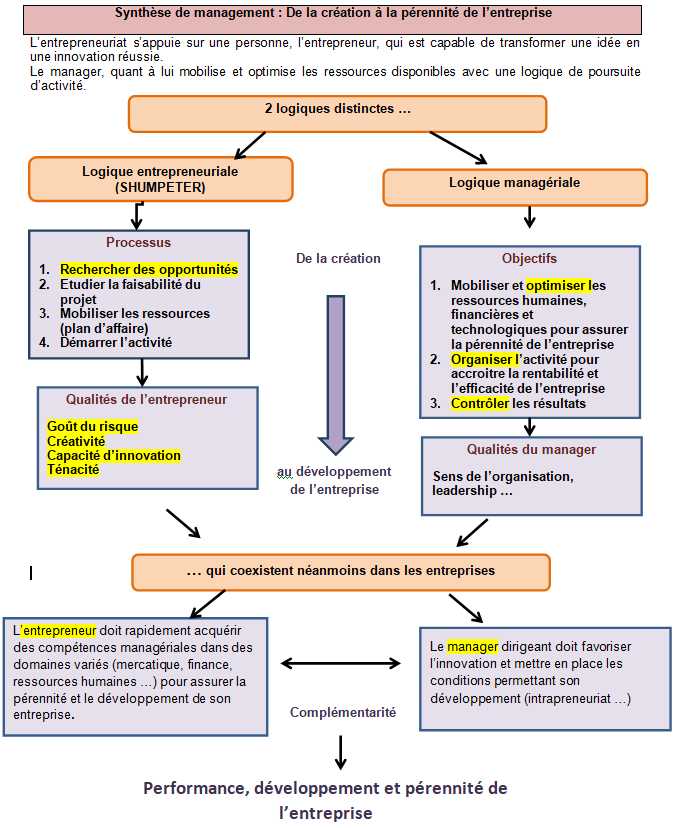 Synthèse de management : De la création à la pérennité de l'entreprise
L'entrepreneuriat s'appuie sur une personne, l'entrepreneur, qui est capable de transformer une idée en
une innovation réussie.
Le manager, quant à lui mobilise et optimise les ressources disponibles avec une logique de poursuite
d'activité.
2 logiques distinctes …
Logique entrepreneuriale
(SHUMPETER)
Logique managériale
Processus
1. Rechercher des opportunités
2. Etudier la faisabilité du
projet
3. Mobiliser les ressources
(plan d'affaire)
4. Démarrer l'activité
De la création
Objectifs
1. Mobiliser et optimiser les
ressources humaines,
financières et
technologiques pour assurer
la pérennité de l'entreprise
2. Organiser l'activité pour
accroitre la rentabilité et
l'efficacité de l'entreprise
3. Contrôler les résultats
Qualités de l'entrepreneur
Goût du risque
Créativité
Capacité d'innovation
Ténacité
au développement
de l'entreprise
Qualités du manager
Sens de l'organisation,
leadership …
… qui coexistent néanmoins dans les entreprises
L'entrepreneur doit rapidement acquérir
des compétences managériales dans des
domaines variés (mercatique, finance,
ressources humaines …) pour assurer la
pérennité et le développement de son
entreprise.
Le manager dirigeant doit favoriser
l'innovation et mettre en place les
conditions permettant son
développement (intrapreneuriat …)
Complémentarité
Performance, développement et pérennité de
l'entreprise